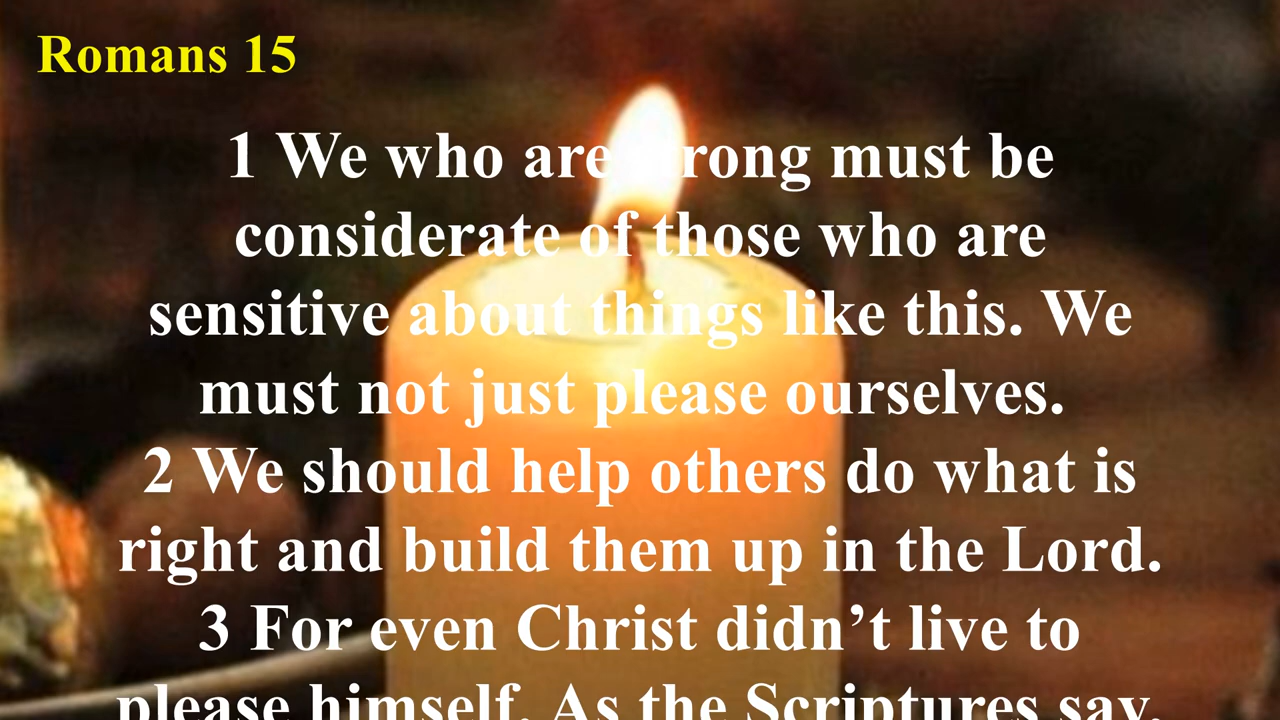 Romans 15
1 We who are strong must be
considerate of those who are
sensitive about things like this. We
must not just please ourselves.
2 We should help others do what is
right and build them up in the Lord.
3 For even Christ didn’t live to
please himself. As the Scriptures say,